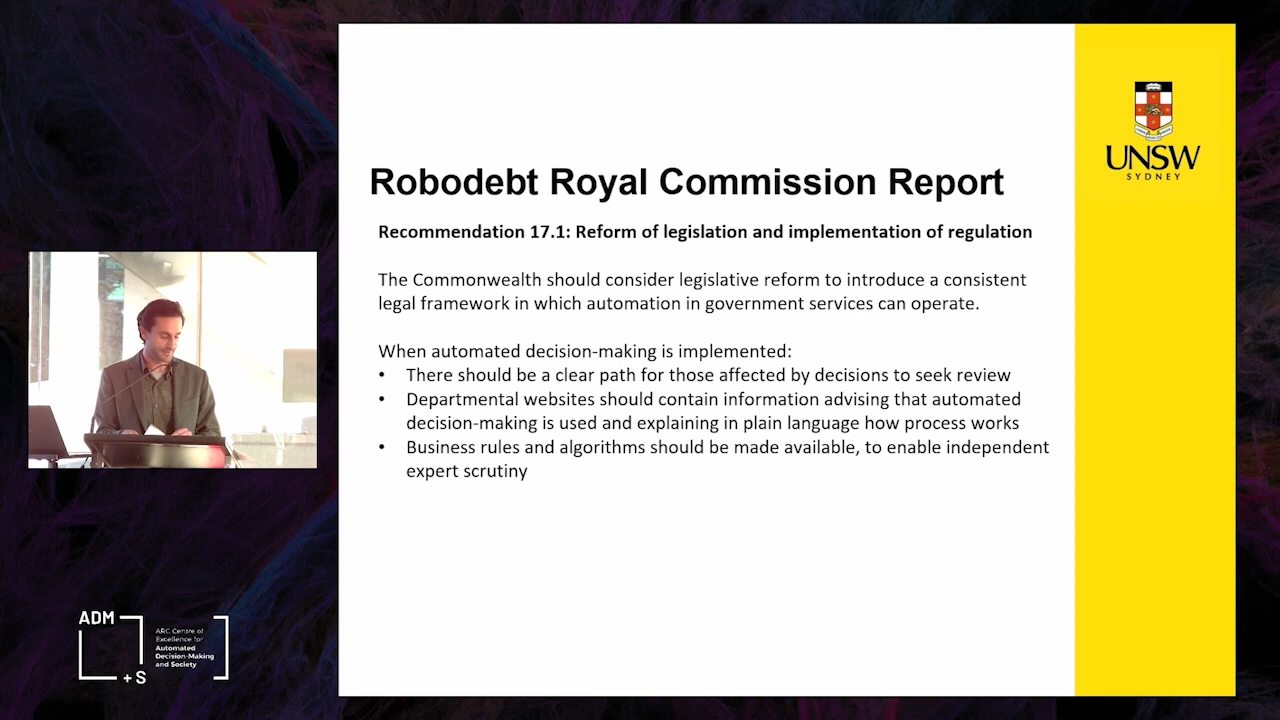 Robodebt Royal Commission Report
Recommendation 17.1: Reform of legislation and implementation of regulation
The Commonwealth should consider legislative reform to introduce a consistent
legal framework in which automation in government services can operate.
When automated decision-making is implemented:
• There should be a clear path for those affected by decisions to seek review
• Departmental websites should contain information advising that automated
decision-making is used and explaining in plain language how process works
• Business rules and algorithms should be made available, to enable independent
expert scrutiny
UNSW
SYDNEY
ADM
+S
ARC Centre of
Excellence for
Automated
Decision-Making
and Society